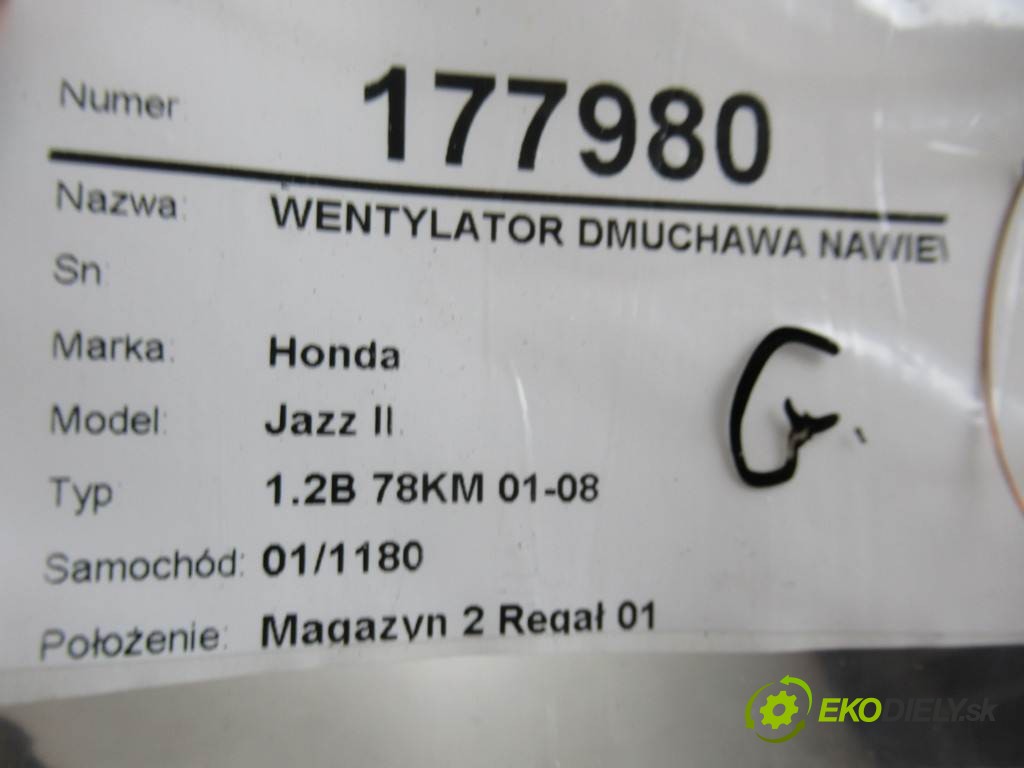 Numer: 177980
Nazwa: WENTYLATOR DMUCHAWA NAWIEW
Sn
Marka: Honda
Model: Jazz II
Typ 1.2B 78KM 01-08
Samochód: 01/1180
Położenie: Magazyn 2 Regał 01
G
EKODIELY.sk